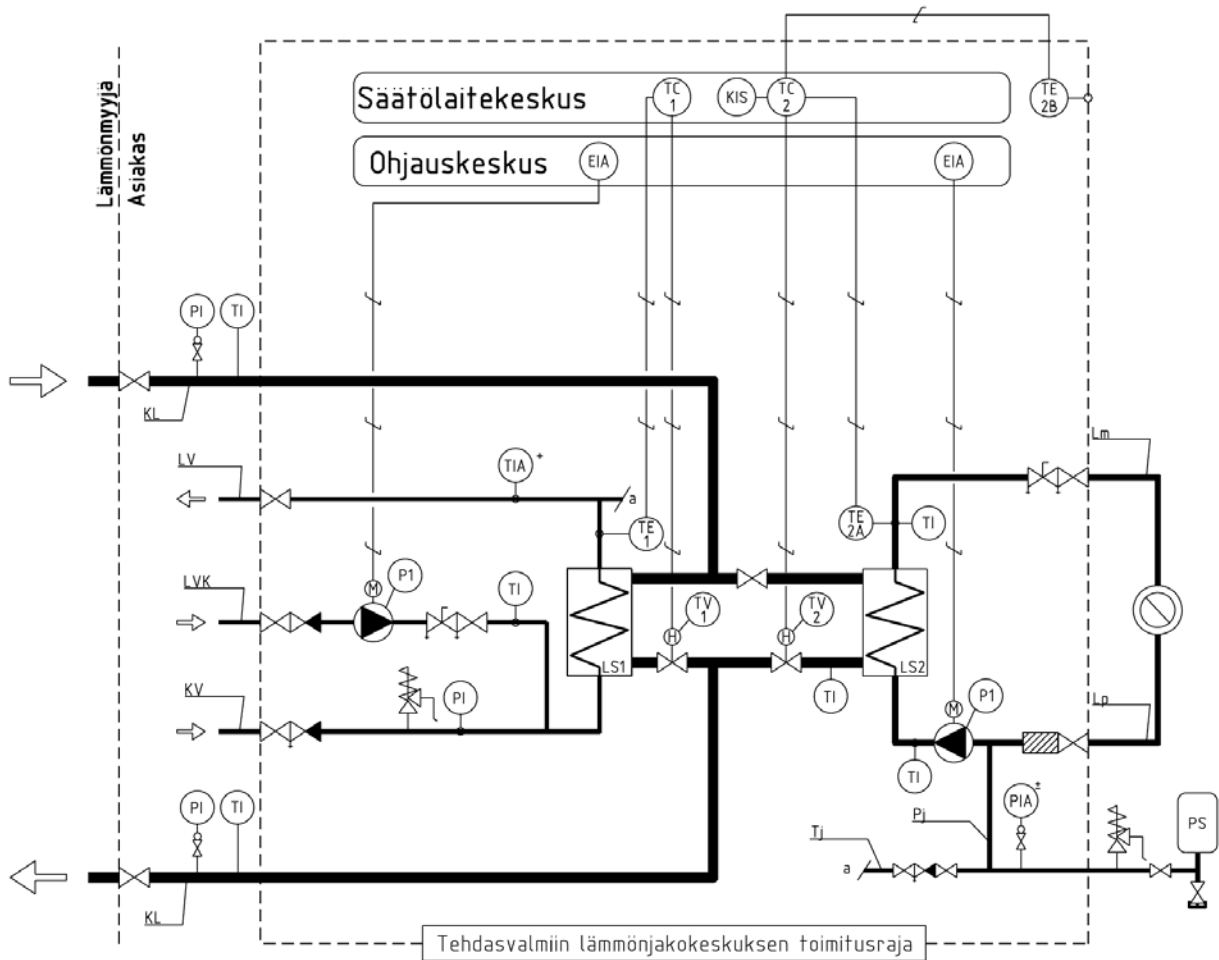 TE
2B
Säätölaitekeskus
TC
1
KIS
TC
2
Ohjauskeskus
EIA
EIA
Lämmönmyyjä
Asiakas
PI
TI
KL
LV
TIA +
a
TE
1
TE
2A
TI
Lm
LVK
M
P1
TI
LS1
H
TV
1
H
TV
2
LS2
TI
KV
PI
M
P1
Lp
TI
PI
TI
KL
Tj
a
Pj
PIA ±
PS
Tehdasvalmiin lämmönjakokeskuksen toimitusraja